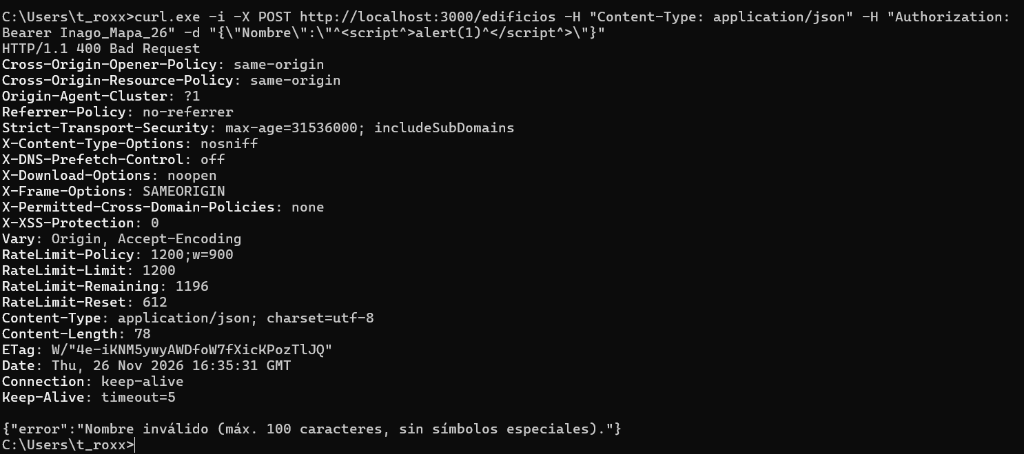 C:\Users\t_roxx>curl.exe -i -X POST http://localhost:3000/edificios -H "Content-Type: application/json" -H "Authorization:
Bearer Inago_Mapa_26" -d "{\"Nombre\":\"^<script^>alert(1)^</script^>\"}"
HTTP/1.1 400 Bad Request
Cross-Origin-Opener-Policy: same-origin
Cross-Origin-Resource-Policy: same-origin
Origin-Agent-Cluster: ?1
Referrer-Policy: no-referrer
Strict-Transport-Security: max-age=31536000; includeSubDomains
X-Content-Type-Options: nosniff
X-DNS-Prefetch-Control: off
X-Download-Options: noopen
X-Frame-Options: SAMEORIGIN
X-Permitted-Cross-Domain-Policies: none
X-XSS-Protection: 0
Vary: Origin, Accept-Encoding
RateLimit-Policy: 1200;w=900
RateLimit-Limit: 1200
RateLimit-Remaining: 1196
RateLimit-Reset: 612
Content-Type: application/json; charset=utf-8
Content-Length: 78
ETag: W/"4e-iKNM5ywyAWDfoW7fXicKPozTlJQ"
Date: Thu, 26 Nov 2026 16:35:31 GMT
Connection: keep-alive
Keep-Alive: timeout=5
{"error":"Nombre inválido (máx. 100 caracteres, sin símbolos especiales)."}
C:\Users\t_roxx>